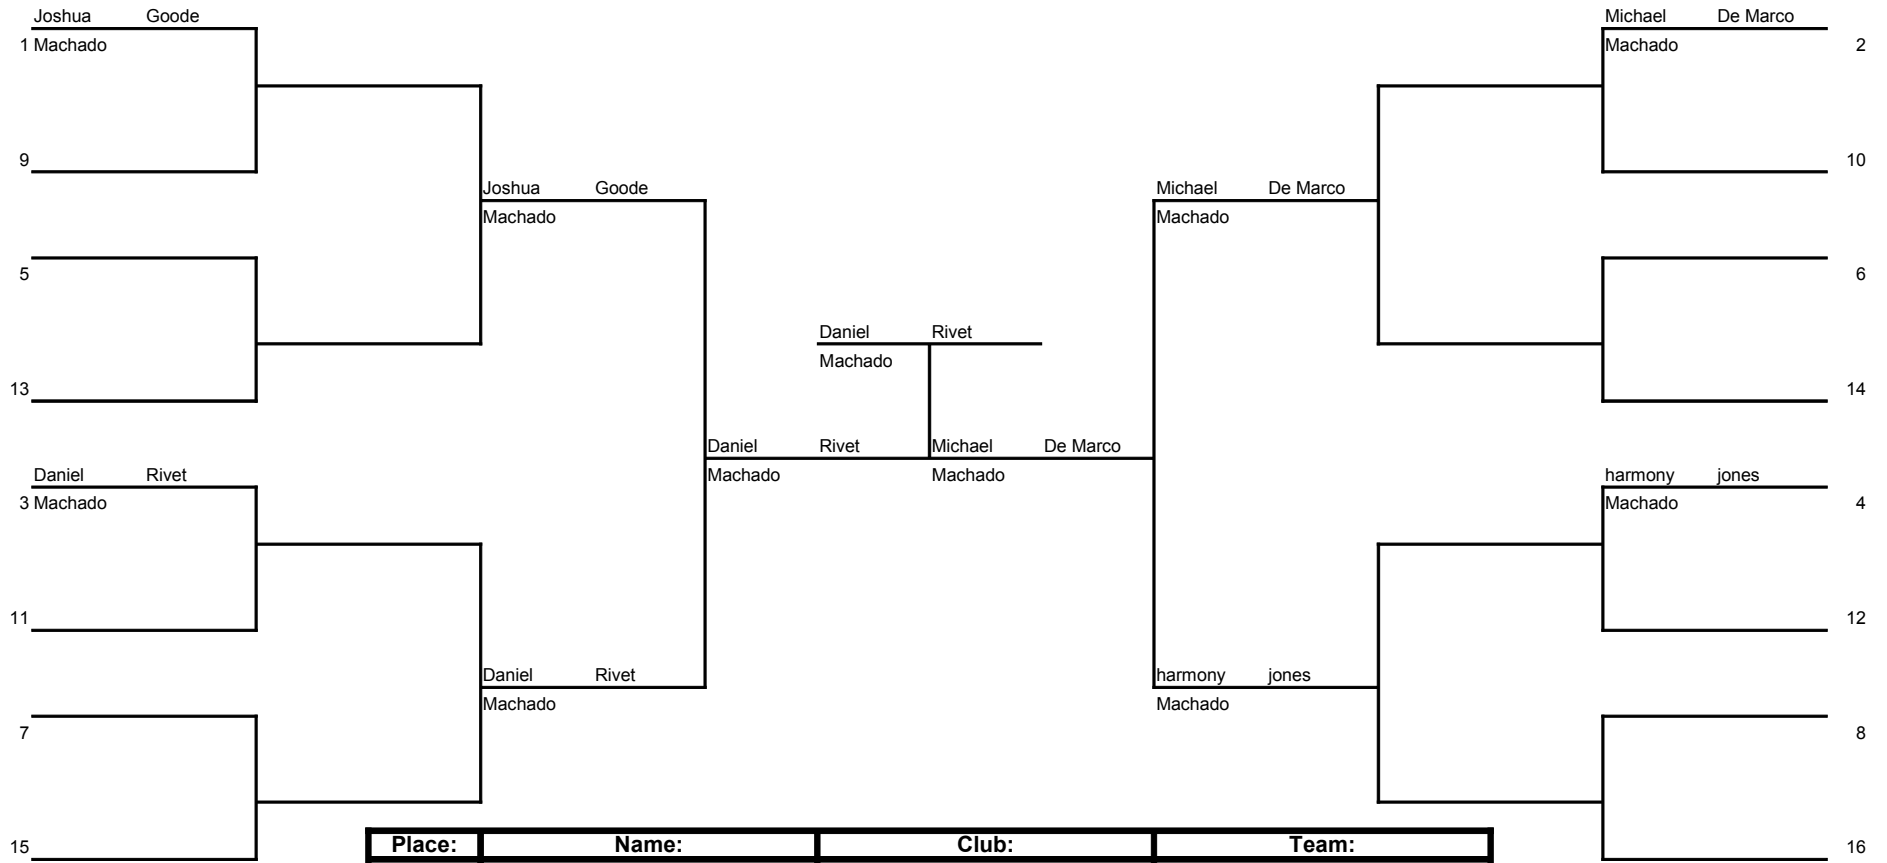 Joshua Goode Michael De Marco
1 Machado Machado 2
9 10
Joshua Goode Michael De Marco
Machado Machado
5 6
Daniel Rivet
Machado
13 14
Daniel Rivet Michael De Marco
Machado Machado
Daniel Rivet harmony jones
3 Machado Machado 4
11 12
Daniel Rivet harmony jones
Machado Machado
7 8
Place: Name: Club: Team:
15 16